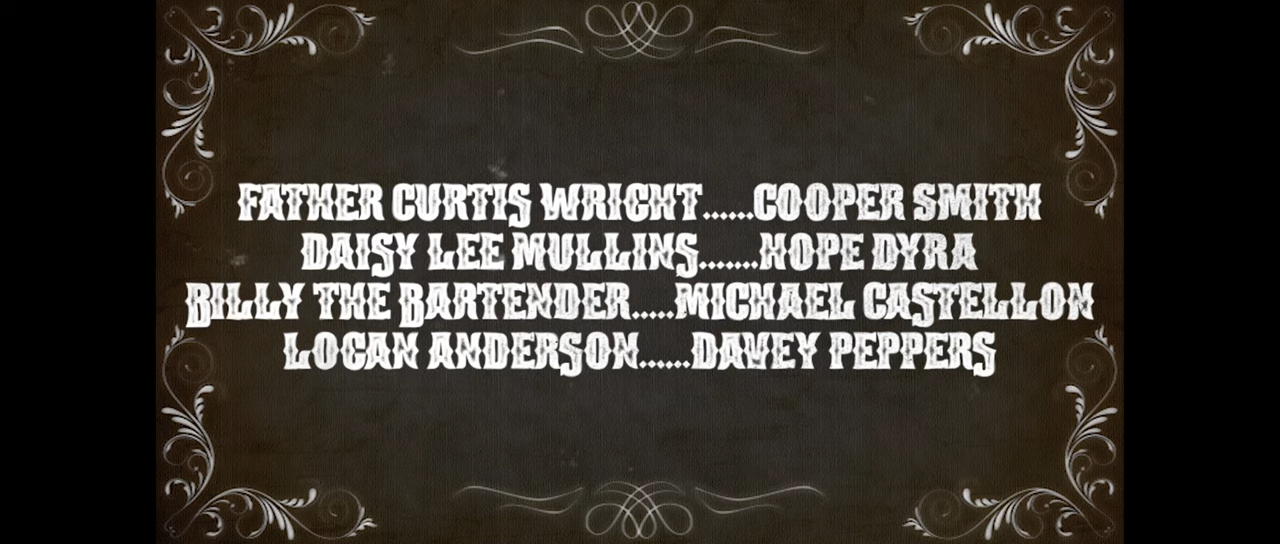 FATHER CURTIS WRIGHT......COOPER SMITH
DAISY LEE MULLINS.......HOPE DYRA
BILLY THE BARTENDER.....MICHAEL CASTELLON
LOGAN ANDERSON......DAVEY PEPPERS